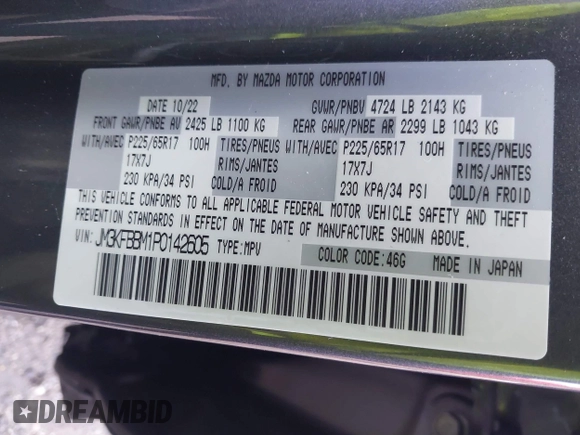 MFD. BY MAZDA MOTOR CORPORATION
DATE 10/22 GVWR/PNBV 4724 LB 2143 KG
FRONT GAWR/PNBE AV 2425 LB 1100 KG REAR GAWR/PNBE AR 2299 LB 1043 KG
WITH/AVEC P225/65R17 100H TIRES/PNEUS WITH/AVEC P225/65R17 100H TIRES/PNEUS
17X7J RIMS/JANTES 17X7J RIMS/JANTES
230 KPA/34 PSI COLD/A FROID 230 KPA/34 PSI COLD/A FROID
THIS VEHICLE CONFORMS TO ALL APPLICABLE FEDERAL MOTOR VEHICLE SAFETY AND THEFT
PREVENTION STANDARDS IN EFFECT ON THE DATE OF MANUFACTURE SHOWN ABOVE.
VIN: JM3KFBBM1P0142605 TYPE:MPV
COLOR CODE:46G MADE IN JAPAN
DREAMBID